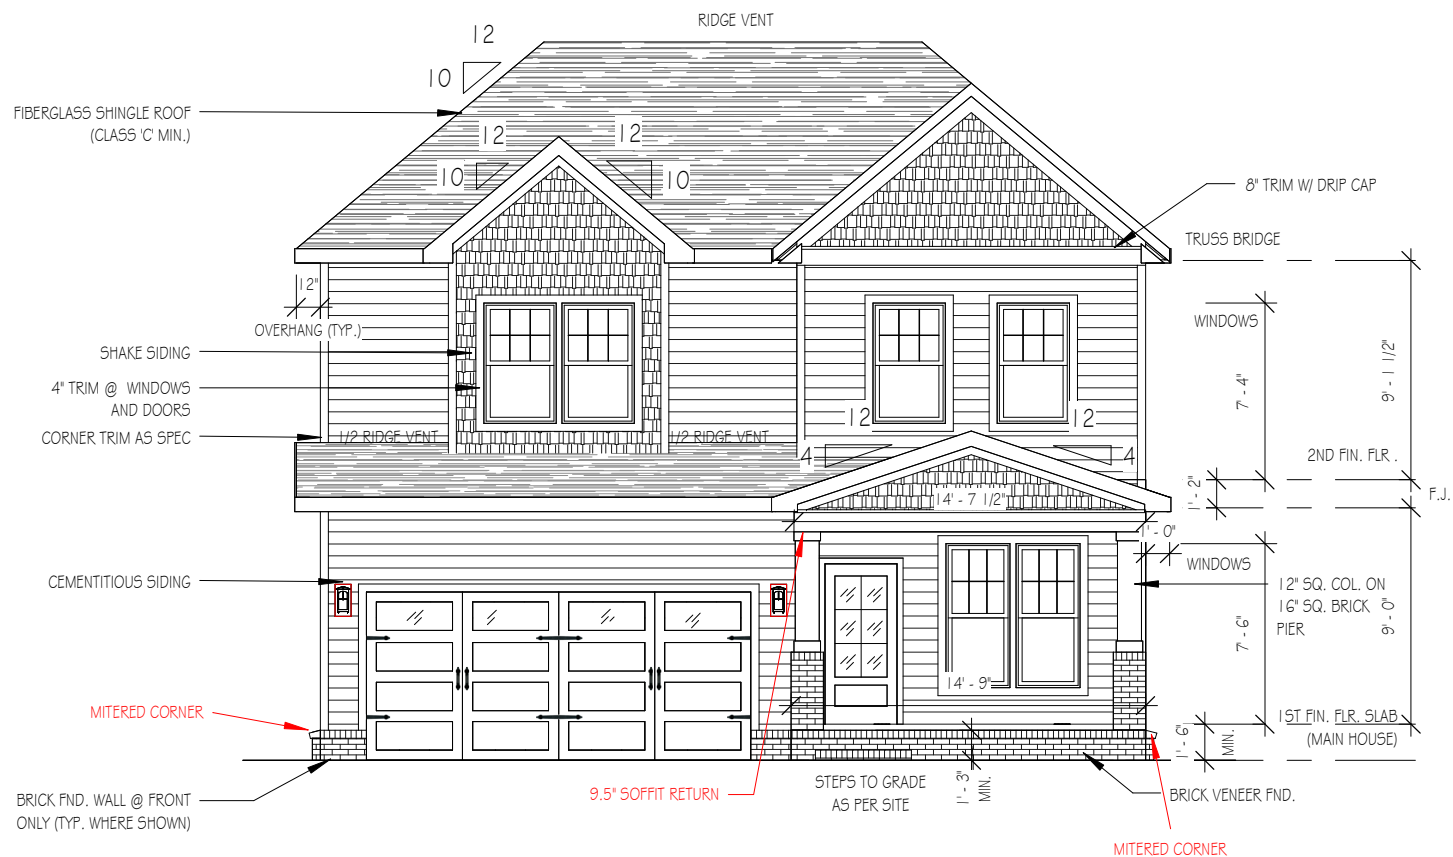 RIDGE VENT
12
10
FIBERGLASS SHINGLE ROOF
(CLASS 'C' MIN.)
12
10
12
10
8" TRIM W/ DRIP CAP
TRUSS BRIDGE
12"
OVERHANG (TYP.)
WINDOWS
SHAKE SIDING
4" TRIM @ WINDOWS
AND DOORS
7' - 4"
9' - 1 1/2"
CORNER TRIM AS SPEC
1/2 RIDGE VENT
1/2 RIDGE VENT
12
4
12
4
2ND FIN. FLR .
1' - 2"
F.J.
14' - 7 1/2"
1' - 0"
WINDOWS
CEMENTITIOUS SIDING
12" SQ. COL. ON
16" SQ. BRICK
PIER
7' - 6"
9' - 0"
14' - 9"
MITERED CORNER
1ST FIN. FLR. SLAB
(MAIN HOUSE)
1' - 6"
MIN.
BRICK FND. WALL @ FRONT
ONLY (TYP. WHERE SHOWN)
9.5" SOFFIT RETURN
STEPS TO GRADE
AS PER SITE
1' - 3"
MIN.
BRICK VENEER FND.
MITERED CORNER